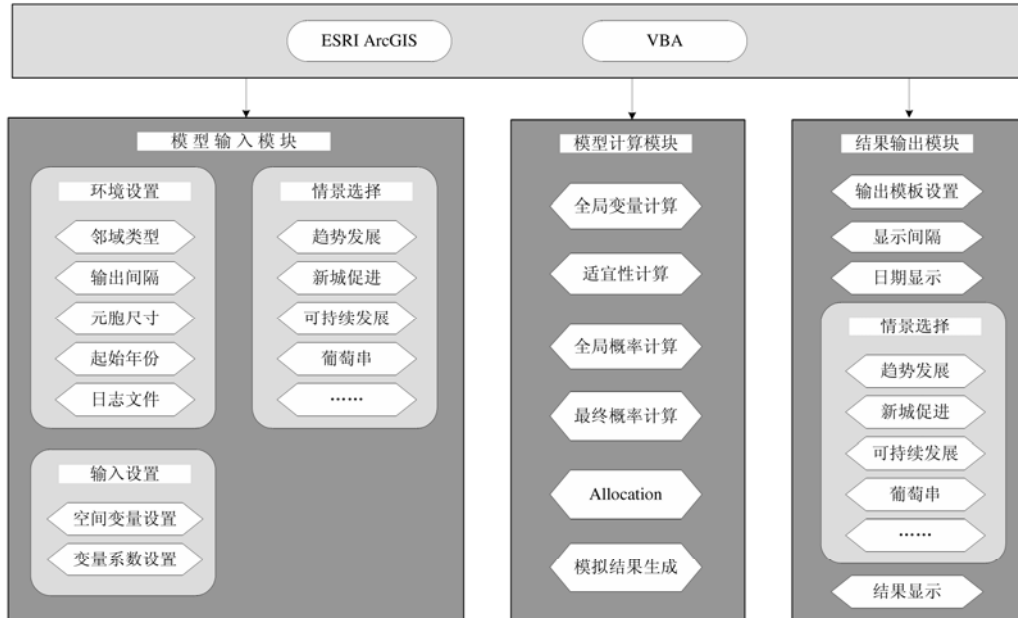 ESRI ArcGIS
VBA
模型输入模块
环境设置
邻域类型
输出间隔
元胞尺寸
起始年份
日志文件
情景选择
趋势发展
新城促进
可持续发展
葡萄串
……
输入设置
空间变量设置
变量系数设置
模型计算模块
全局变量计算
适宜性计算
全局概率计算
最终概率计算
Allocation
模拟结果生成
结果输出模块
输出模板设置
显示间隔
日期显示
情景选择
趋势发展
新城促进
可持续发展
葡萄串
……
结果显示